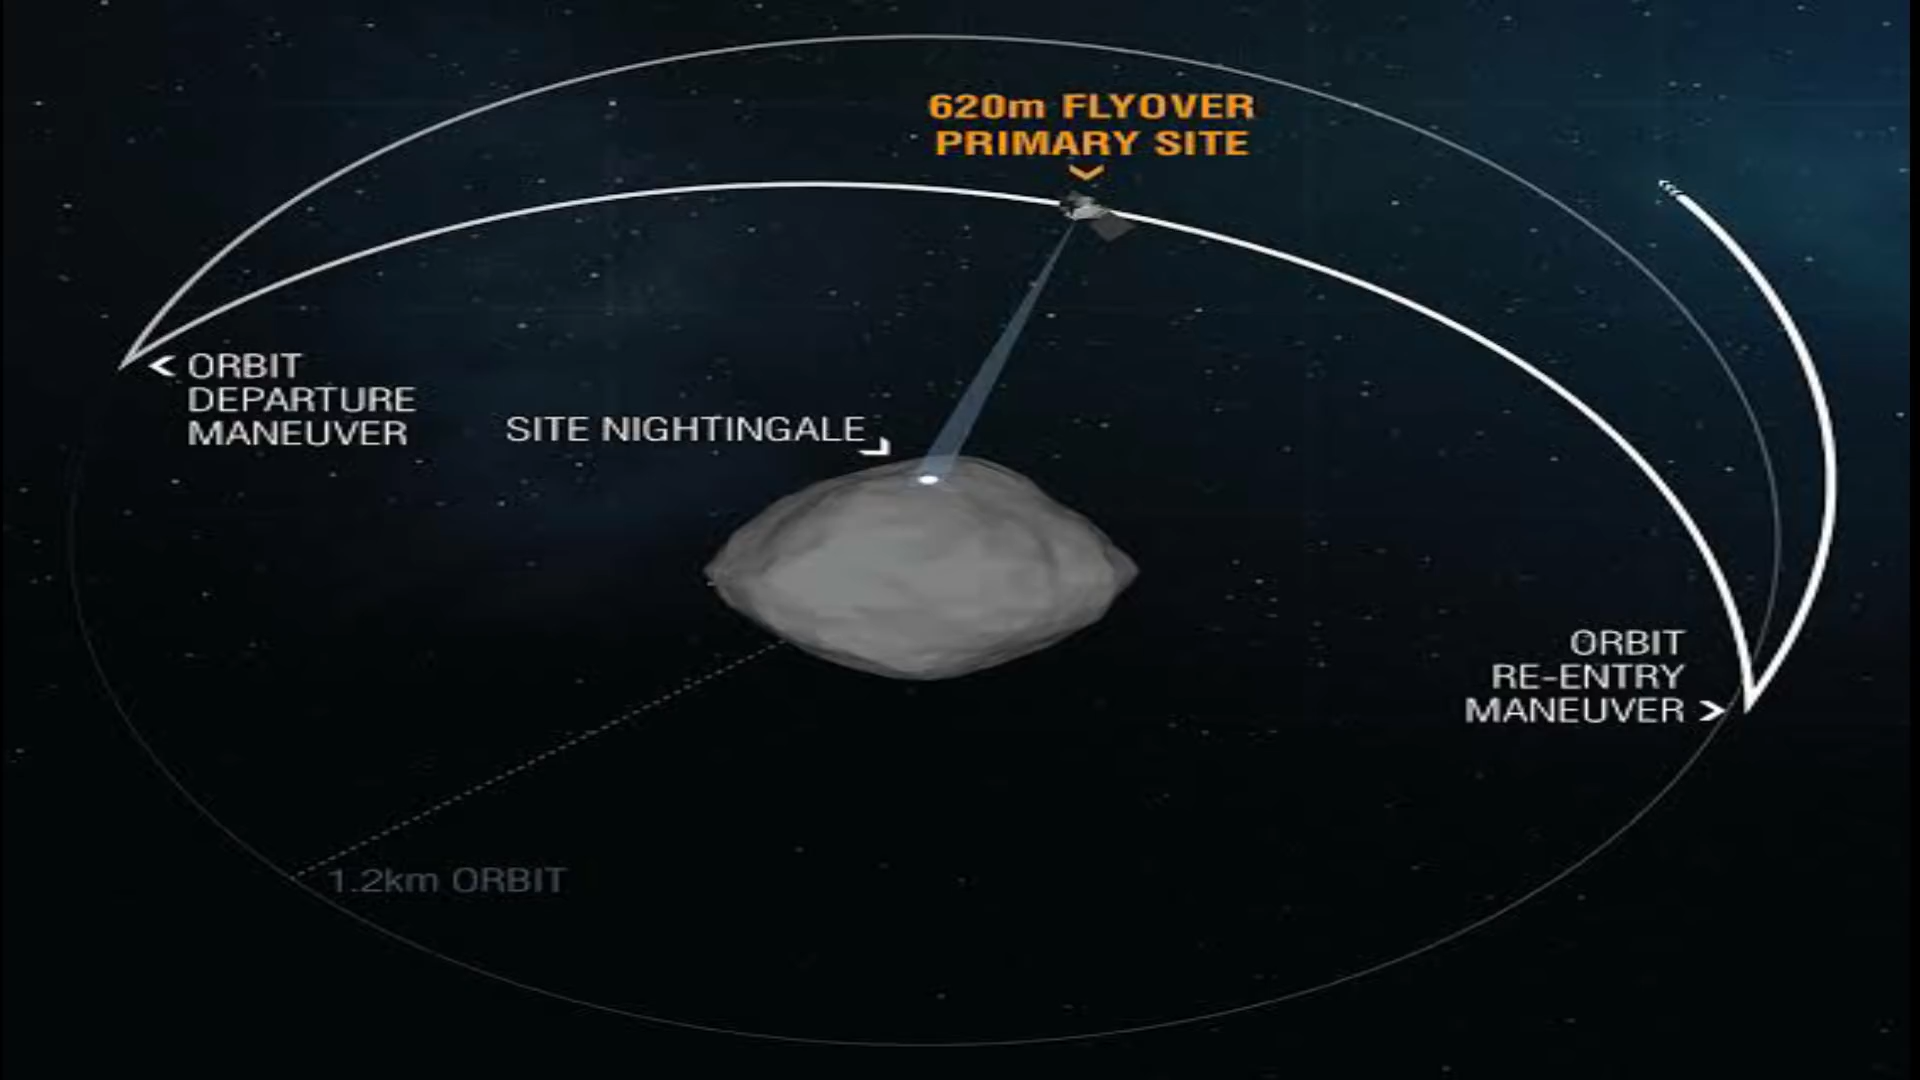 620m FLYOVER
PRIMARY SITE
ORBIT
DEPARTURE
MANEUVER
SITE NIGHTINGALE
ORBIT
RE-ENTRY
MANEUVER
1.2km ORBIT